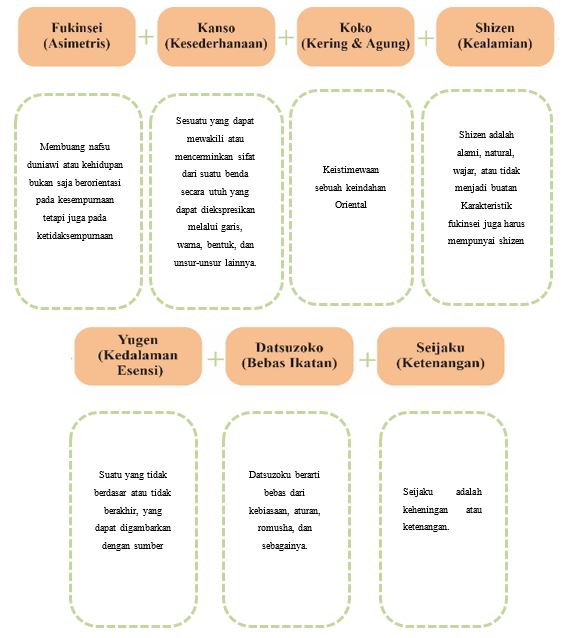 Fukinsei
(Asimetris)
+
Kanso
(Kesederhanaan)
+
Koko
(Kering & Agung)
+
Shizen
(Kealamian)
Membuang nafsu
duniawi atau kehidupan
bukan saja berorientasi
pada kesempurnaan
tetapi juga pada
ketidaksempurnaan
Sesuatu yang dapat
mewakili atau
mencerminkan sifat
dari suatu benda
secara utuh yang
dapat diekspresikan
melalui garis,
warna, bentuk, dan
unsur-unsur lainnya.
Keistimewaan
sebuah keindahan
Oriental
Shizen adalah
alami, natural,
wajar, atau tidak
menjadi buatan
Karakteristik
fukinsei juga harus
mempunyai shizen
Yugen
(Kedalaman
Esensi)
+
Datsuzoko
(Bebas Ikatan)
+
Seijaku
(Ketenangan)
Suatu yang tidak
berdasar atau tidak
berakhir, yang
dapat digambarkan
dengan sumber
Datsuzoku berarti
bebas dari
kebiasaan, aturan,
romusha, dan
sebagainya.
Seijaku adalah
keheningan atau
ketenangan.